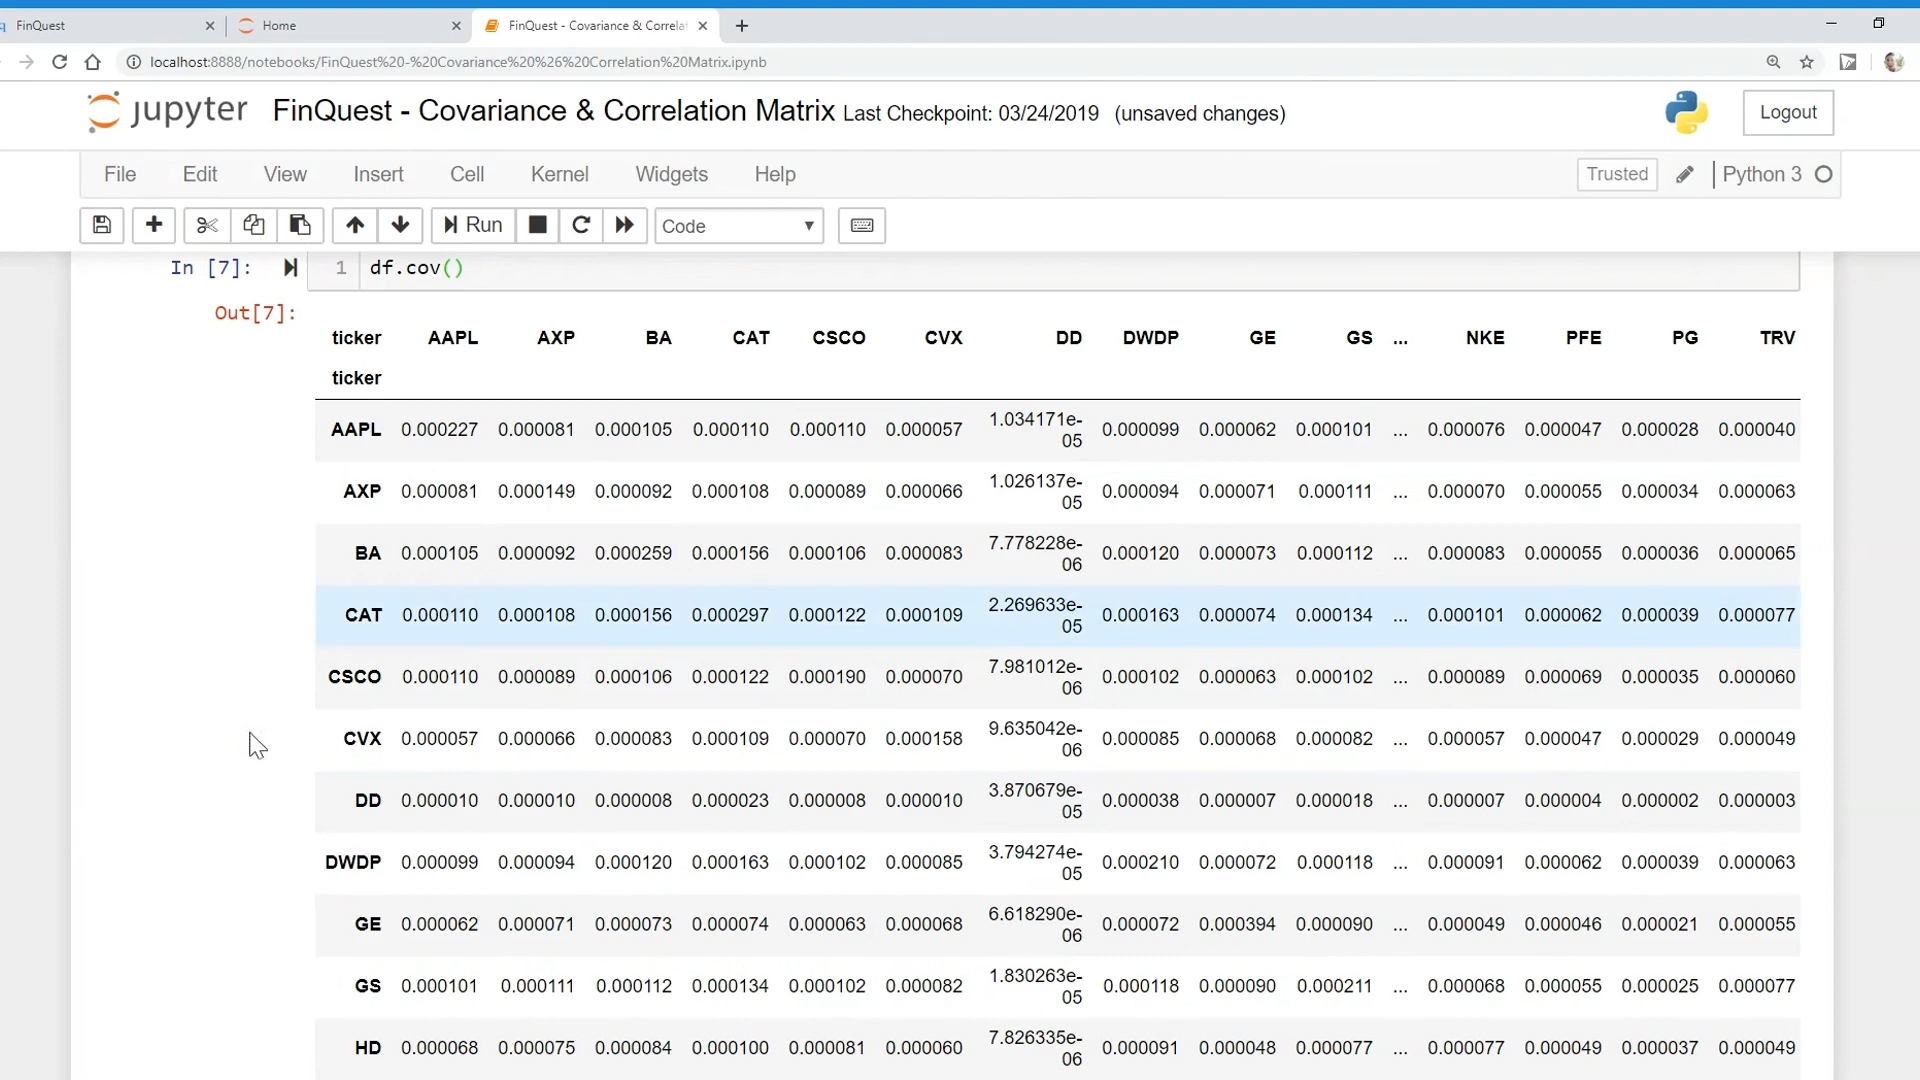 FinQuest
Home
FinQuest - Covariance & Correla
localhost:8888/notebooks/FinQuest%20-%20Covariance%20%26%20Correlation%20Matrix.ipynb
jupyter FinQuest - Covariance & Correlation Matrix Last Checkpoint: 03/24/2019 (unsaved changes) Logout
File Edit View Insert Cell Kernel Widgets Help Trusted Python 3
Run Code
In [7]: 1 df.cov()
Out[7]:
ticker AAPL AXP BA CAT CSCO CVX DD DWDP GE GS ... NKE PFE PG TRV
ticker
AAPL 0.000227 0.000081 0.000105 0.000110 0.000110 0.000057 1.034171e-05 0.000099 0.000062 0.000101 ... 0.000076 0.000047 0.000028 0.000040
AXP 0.000081 0.000149 0.000092 0.000108 0.000089 0.000066 1.026137e-05 0.000094 0.000071 0.000111 ... 0.000070 0.000055 0.000034 0.000063
BA 0.000105 0.000092 0.000259 0.000156 0.000106 0.000083 7.778228e-06 0.000120 0.000073 0.000112 ... 0.000083 0.000055 0.000036 0.000065
CAT 0.000110 0.000108 0.000156 0.000297 0.000122 0.000109 2.269633e-05 0.000163 0.000074 0.000134 ... 0.000101 0.000062 0.000039 0.000077
CSCO 0.000110 0.000089 0.000106 0.000122 0.000190 0.000070 7.981012e-06 0.000102 0.000063 0.000102 ... 0.000089 0.000069 0.000035 0.000060
CVX 0.000057 0.000066 0.000083 0.000109 0.000070 0.000158 9.635042e-06 0.000085 0.000068 0.000082 ... 0.000057 0.000047 0.000029 0.000049
DD 0.000010 0.000010 0.000008 0.000023 0.000008 0.000010 3.870679e-05 0.000038 0.000007 0.000018 ... 0.000007 0.000004 0.000002 0.000003
DWDP 0.000099 0.000094 0.000120 0.000163 0.000102 0.000085 3.794274e-05 0.000210 0.000072 0.000118 ... 0.000091 0.000062 0.000039 0.000063
GE 0.000062 0.000071 0.000073 0.000074 0.000063 0.000068 6.618290e-06 0.000072 0.000394 0.000090 ... 0.000049 0.000046 0.000021 0.000055
GS 0.000101 0.000111 0.000112 0.000134 0.000102 0.000082 1.830263e-05 0.000118 0.000090 0.000211 ... 0.000068 0.000055 0.000025 0.000077
HD 0.000068 0.000075 0.000084 0.000100 0.000081 0.000060 7.826335e-06 0.000091 0.000048 0.000077 ... 0.000077 0.000049 0.000037 0.000049